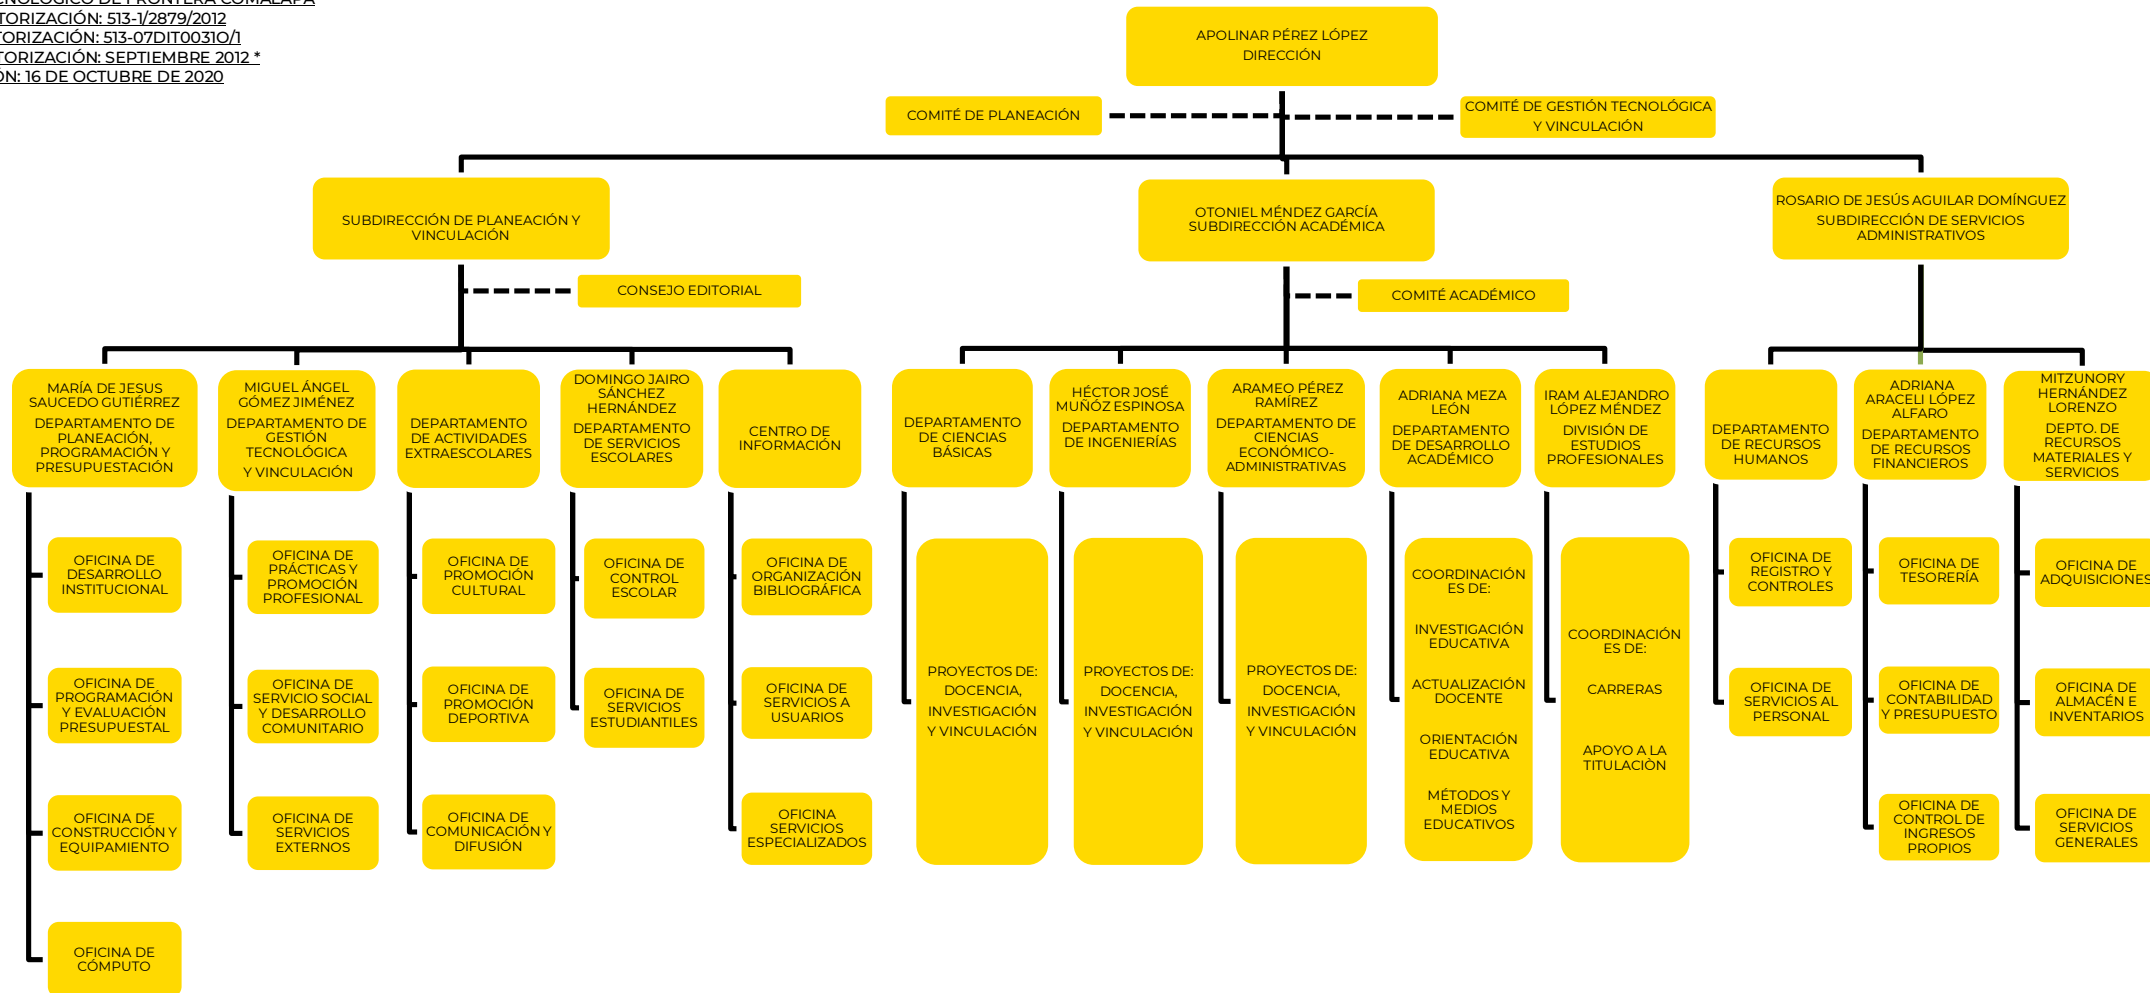 TECNOLÓGICO DE FRONTERA COMALAPA
AUTORIZACIÓN: 513-1/2879/2012
AUTORIZACIÓN: 513-07DIT0031O/1
AUTORIZACIÓN: SEPTIEMBRE 2012 *
16 DE OCTUBRE DE 2020
APOLINAR PÉREZ LÓPEZ
DIRECCIÓN
COMITÉ DE PLANEACIÓN
COMITÉ DE GESTIÓN TECNOLÓGICA
Y VINCULACIÓN
SUBDIRECCIÓN DE PLANEACIÓN Y
VINCULACIÓN
OTONIEL MÉNDEZ GARCÍA
SUBDIRECCIÓN ACADÉMICA
ROSARIO DE JESÚS AGUILAR DOMÍNGUEZ
SUBDIRECCIÓN DE SERVICIOS
ADMINISTRATIVOS
CONSEJO EDITORIAL
COMITÉ ACADÉMICO
MARÍA DE JESUS
SAUCEDO GUTIÉRREZ
DEPARTAMENTO DE
PLANEACIÓN,
PROGRAMACIÓN Y
PRESUPUESTACIÓN
MIGUEL ÁNGEL
GÓMEZ JIMÉNEZ
DEPARTAMENTO DE
GESTIÓN
TECNOLÓGICA
Y VINCULACIÓN
DEPARTAMENTO
DE ACTIVIDADES
EXTRAESCOLARES
DOMINGO JAIRO
SÁNCHEZ
HERNÁNDEZ
DEPARTAMENTO
DE SERVICIOS
ESCOLARES
CENTRO DE
INFORMACIÓN
DEPARTAMENTO
DE CIENCIAS
BÁSICAS
HÉCTOR JOSÉ
MUÑÓZ ESPINOSA
DEPARTAMENTO
DE INGENIERÍAS
ARAMEO PÉREZ
RAMÍREZ
DEPARTAMENTO DE
CIENCIAS
ECONÓMICO-
ADMINISTRATIVAS
ADRIANA MEZA
LEÓN
DEPARTAMENTO
DE DESARROLLO
ACADÉMICO
IRAM ALEJANDRO
LÓPEZ MÉNDEZ
DIVISIÓN DE
ESTUDIOS
PROFESIONALES
DEPARTAMENTO
DE RECURSOS
HUMANOS
ADRIANA
ARACELI LÓPEZ
ALFARO
DEPARTAMENTO
DE RECURSOS
FINANCIEROS
MITZUNORY
HERNÁNDEZ
LORENZO
DEPTO. DE
RECURSOS
MATERIALES Y
SERVICIOS
OFICINA DE
DESARROLLO
INSTITUCIONAL
OFICINA DE
PROGRAMACIÓN
Y EVALUACIÓN
PRESUPUESTAL
OFICINA DE
CONSTRUCCIÓN Y
EQUIPAMIENTO
OFICINA DE
CÓMPUTO
OFICINA DE
PRÁCTICAS Y
PROMOCIÓN
PROFESIONAL
OFICINA DE
SERVICIO SOCIAL
Y DESARROLLO
COMUNITARIO
OFICINA DE
SERVICIOS
EXTERNOS
OFICINA DE
PROMOCIÓN
CULTURAL
OFICINA DE
PROMOCIÓN
DEPORTIVA
OFICINA DE
COMUNICACIÓN Y
DIFUSIÓN
OFICINA DE
CONTROL
ESCOLAR
OFICINA DE
SERVICIOS
ESTUDIANTILES
OFICINA DE
ORGANIZACIÓN
BIBLIOGRÁFICA
OFICINA DE
SERVICIOS A
USUARIOS
OFICINA
SERVICIOS
ESPECIALIZADOS
PROYECTOS DE:
DOCENCIA,
INVESTIGACIÓN
Y VINCULACIÓN
PROYECTOS DE:
DOCENCIA,
INVESTIGACIÓN
Y VINCULACIÓN
PROYECTOS DE:
DOCENCIA,
INVESTIGACIÓN
Y VINCULACIÓN
COORDINACIÓN
ES DE:
INVESTIGACIÓN
EDUCATIVA
ACTUALIZACIÓN
DOCENTE
ORIENTACIÓN
EDUCATIVA
MÉTODOS Y
MEDIOS
EDUCATIVOS
COORDINACIÓN
ES DE:
CARRERAS
APOYO A LA
TITULACIÒN
OFICINA DE
REGISTRO Y
CONTROLES
OFICINA DE
SERVICIOS AL
PERSONAL
OFICINA DE
TESORERÍA
OFICINA DE
CONTABILIDAD
Y PRESUPUESTO
OFICINA DE
CONTROL DE
INGRESOS
PROPIOS
OFICINA DE
ADQUISICIONES
OFICINA DE
ALMACÉN E
INVENTARIOS
OFICINA DE
SERVICIOS
GENERALES